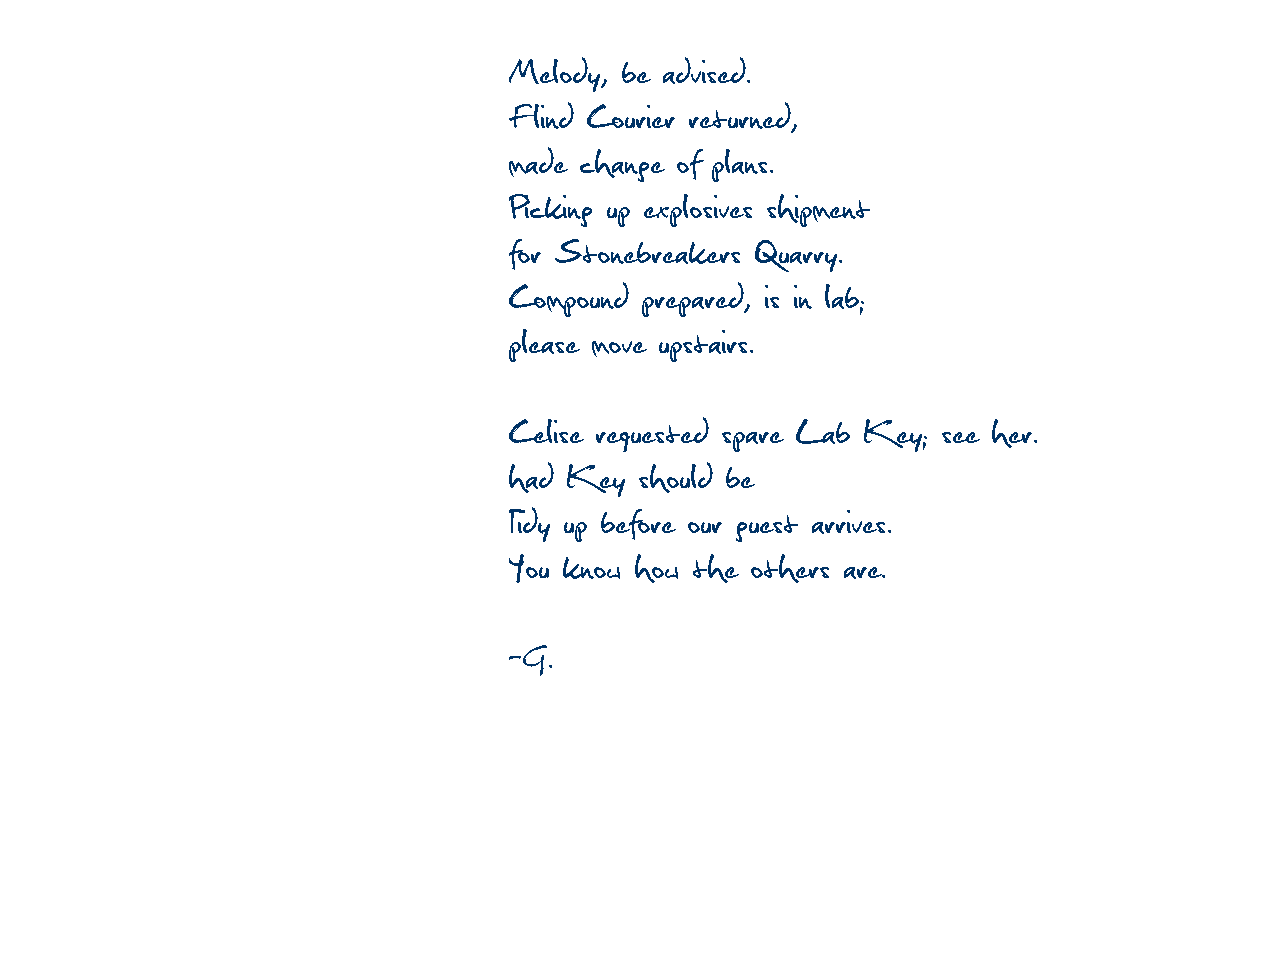 Melody, be advised.
Flind Courier returned,
made change of plans.
Picking up explosives shipment
for Stonebreakers Quarry.
Compound prepared, is in lab;
please move upstairs.
Celise requested spare Lab Key; see her.
had Key should be
Tidy up before our guest arrives.
You know how the others are.
-G.